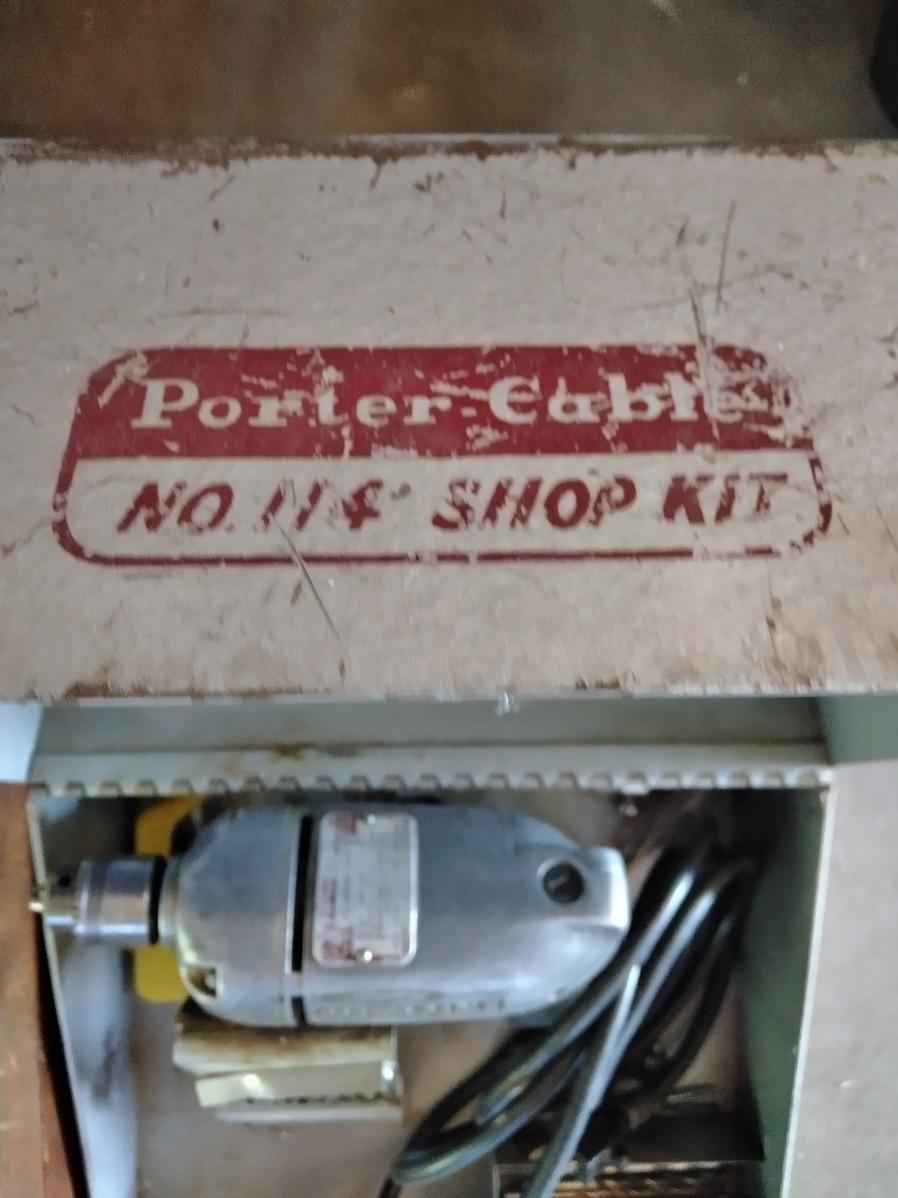 Porter-Cable
NO. 114 SHOP KIT